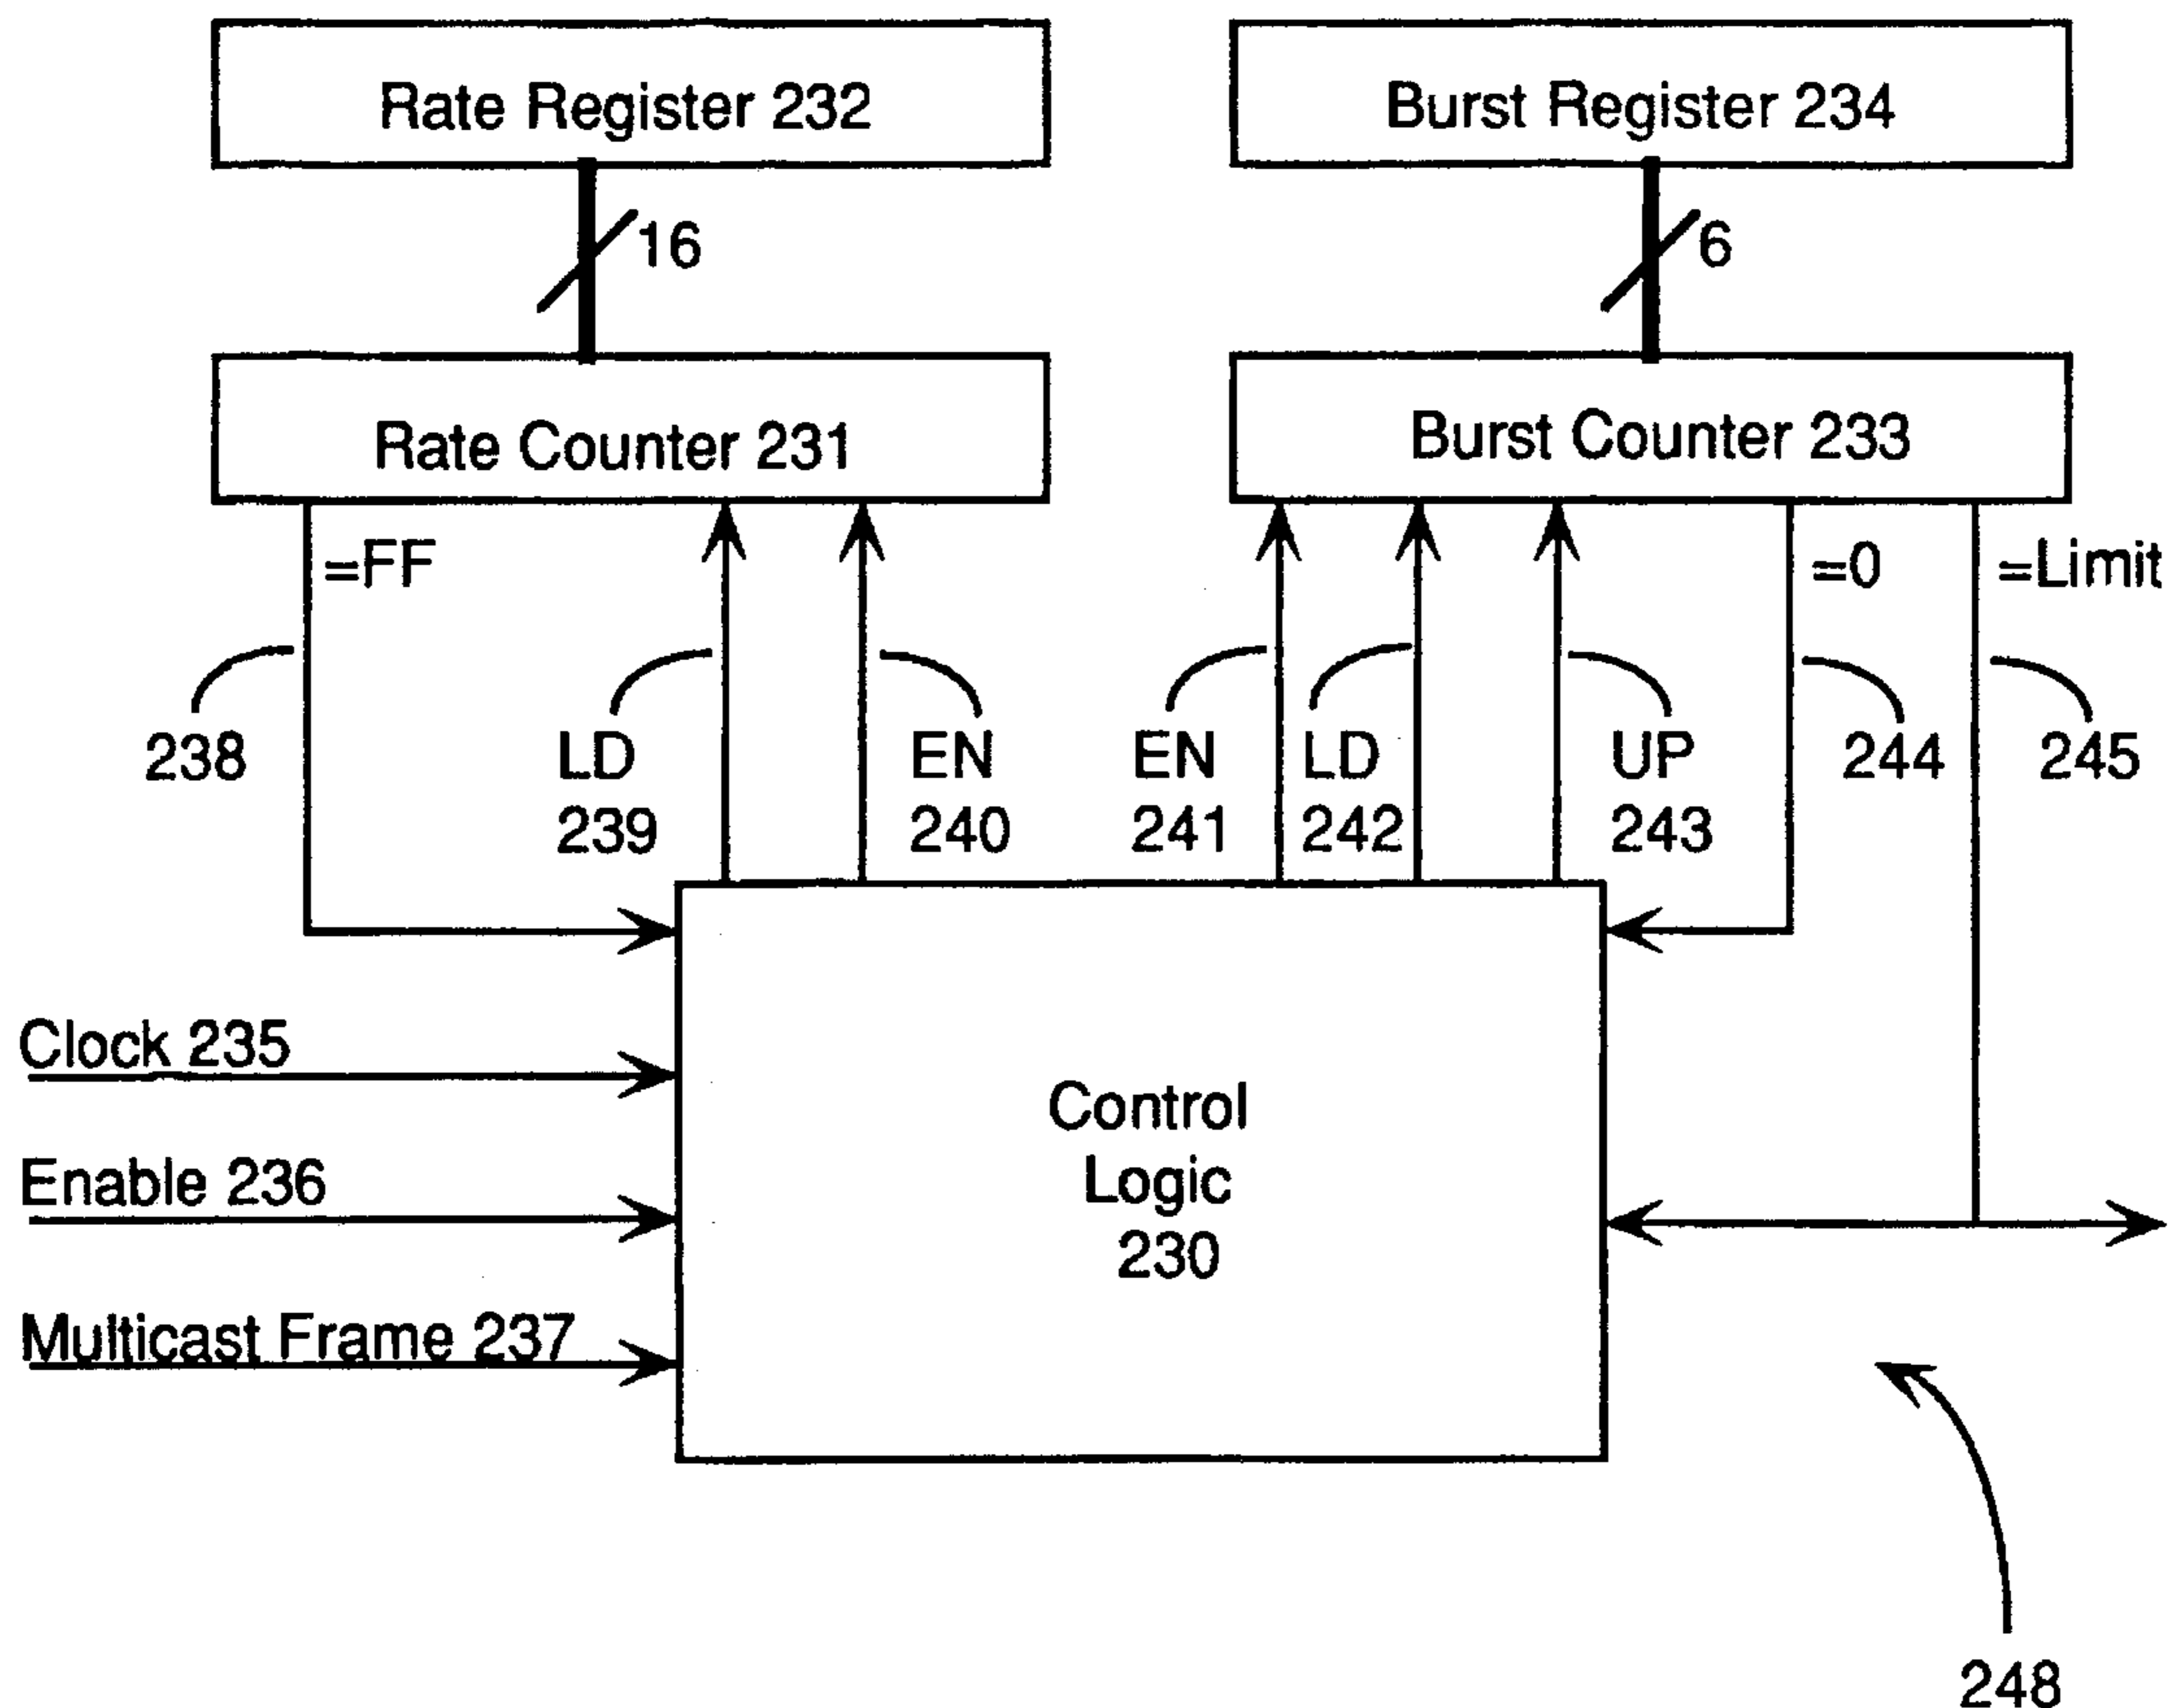 Rate Register 232
Burst Register 234
16
6
Rate Counter 231
Burst Counter 233
=FF
=0
=Limit
238
LD
239
EN
240
EN
241
LD
242
UP
243
244
245
Clock 235
Enable 236
Multicast Frame 237
Control
Logic
230
248